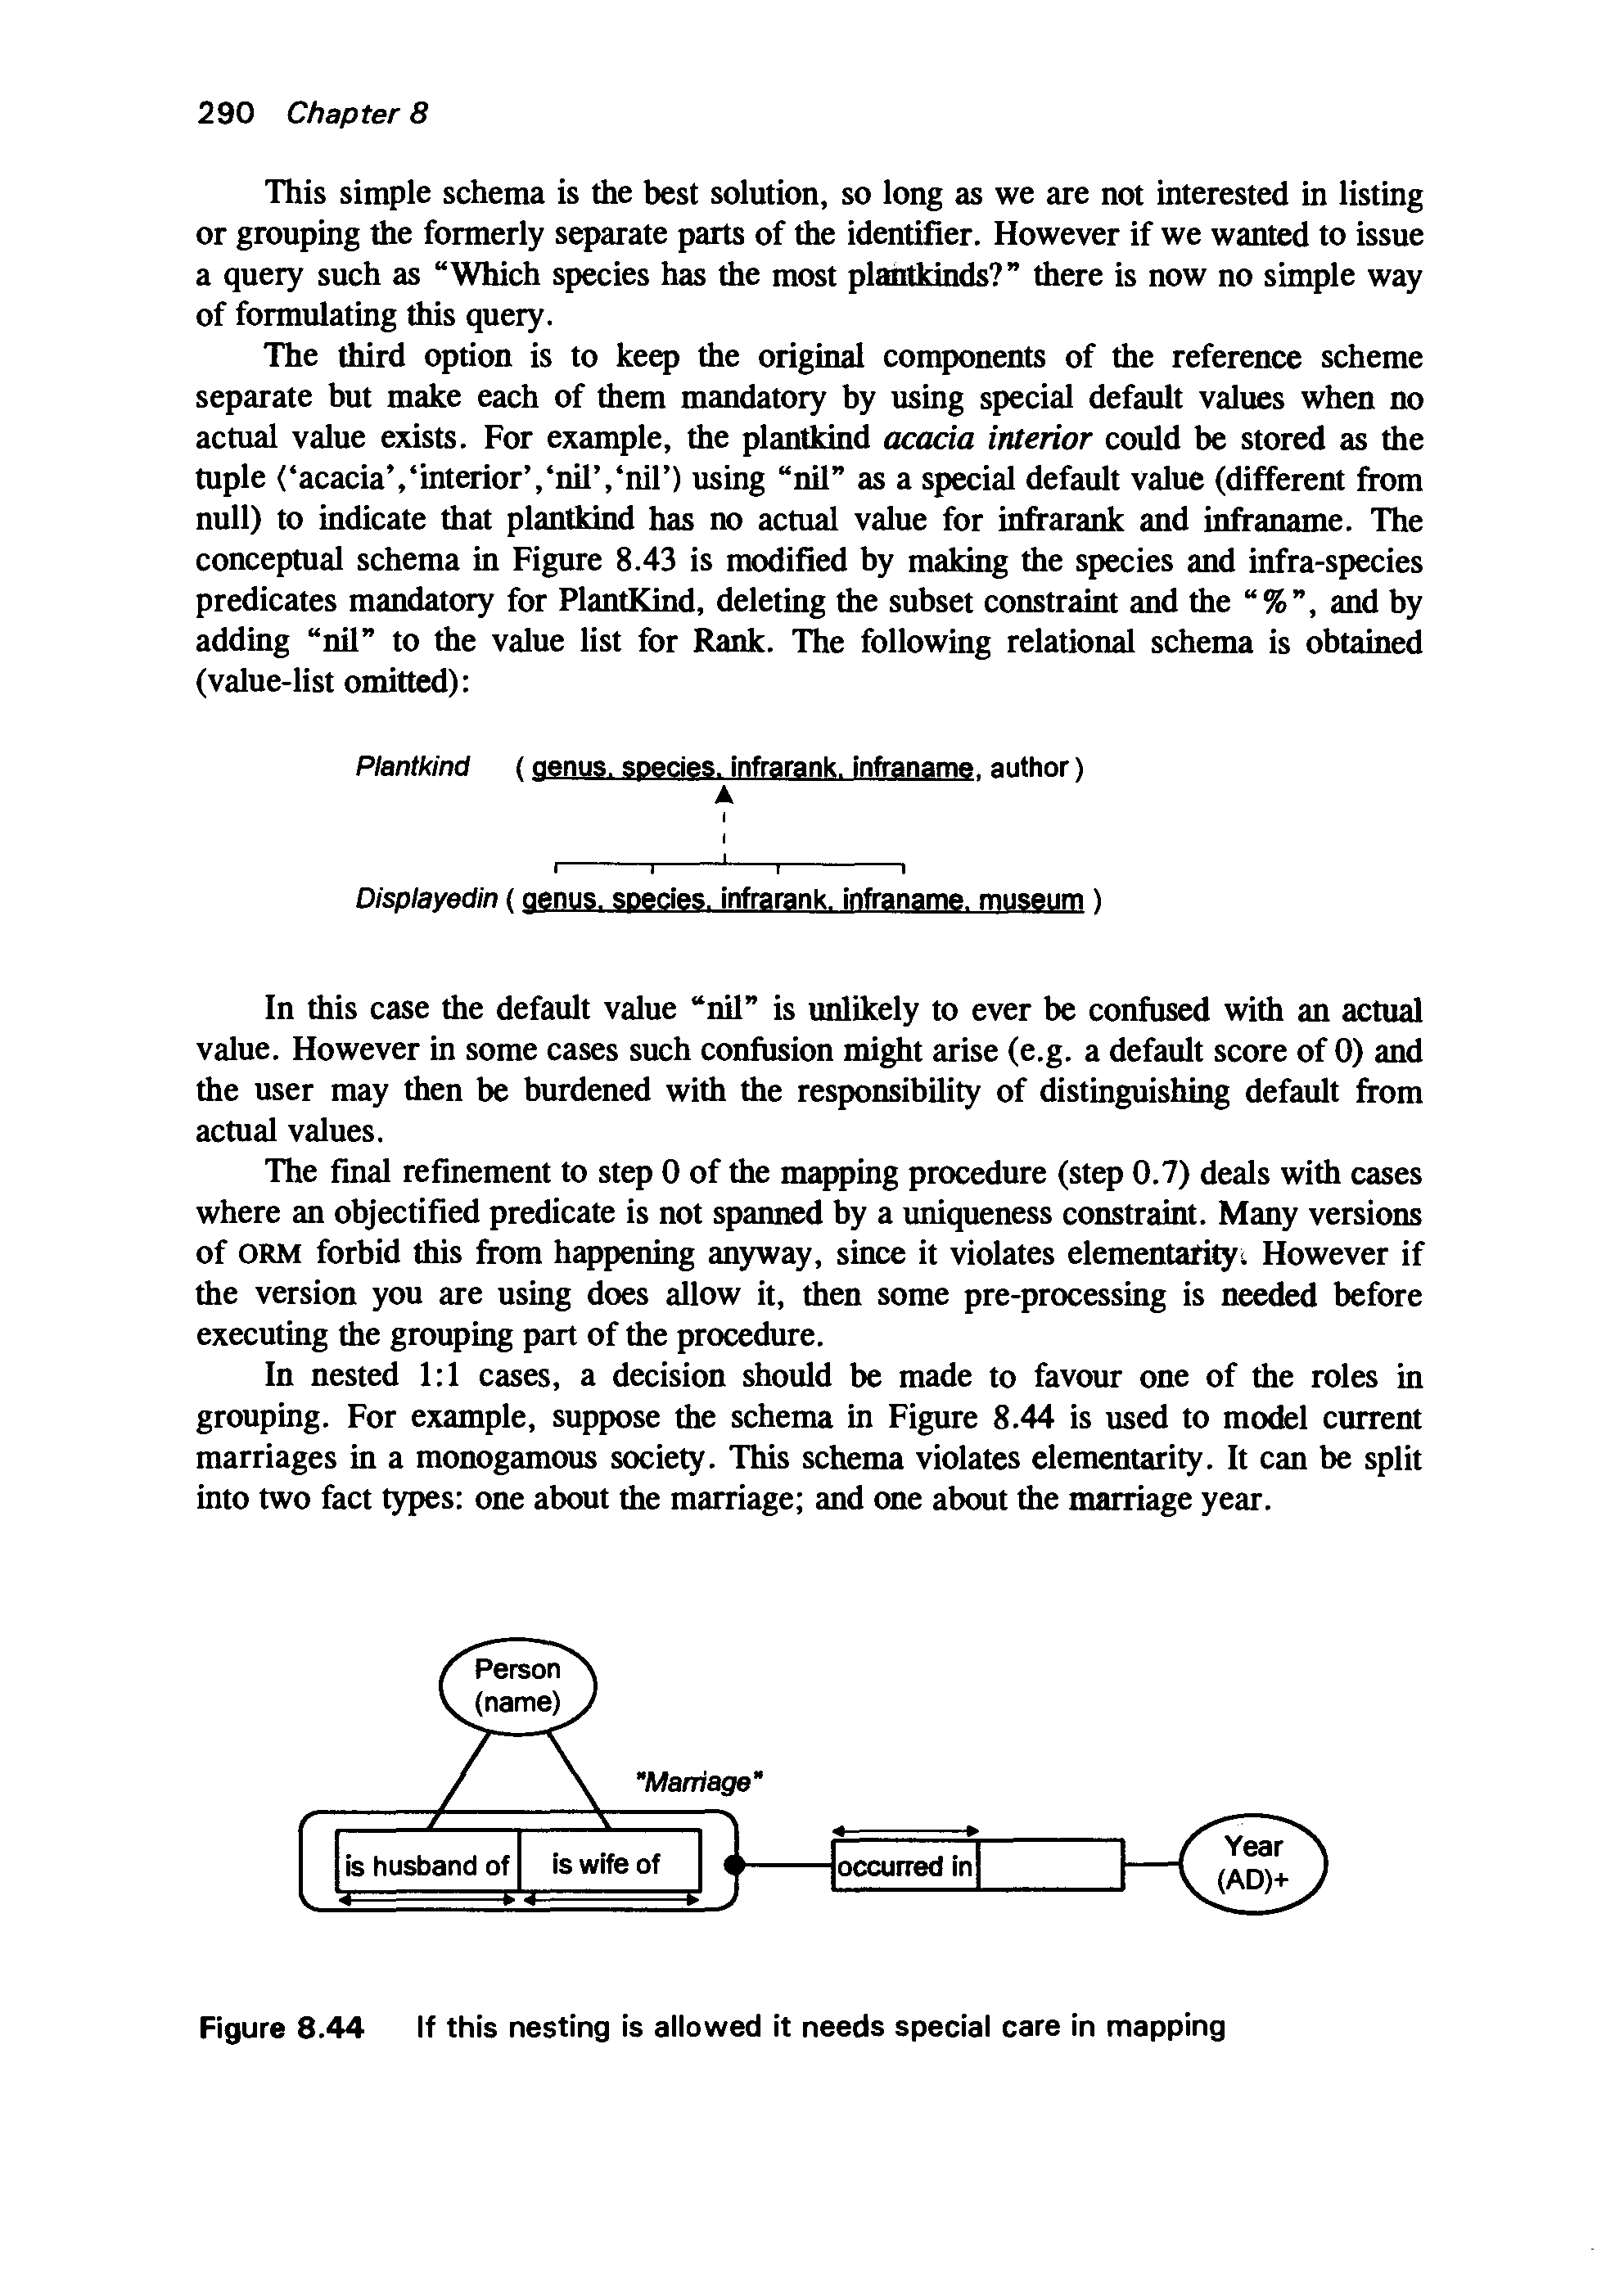 290 Chapter 8
This simple schema is the best solution, so long as we are not interested in listing
or grouping the formerly separate parts of the identifier. However if we wanted to issue
a query such as “Which species has the most plantkinds?” there is now no simple way
of formulating this query.
The third option is to keep the original components of the reference scheme
separate but make each of them mandatory by using special default values when no
actual value exists. For example, the plantkind acacia interior could be stored as the
tuple (‘acacia’,‘interior’,‘nil’,‘nil’) using “nil” as a special default value (different from
null) to indicate that plantkind has no actual value for infrarank and infraname. The
conceptual schema in Figure 8.43 is modified by making the species and infra-species
predicates mandatory for PlantKind, deleting the subset constraint and the “%”, and by
adding “nil” to the value list for Rank. The following relational schema is obtained
(value-list omitted):
Plantkind ( genus, species, infrarank, infraname, author )
Displayedin ( genus, species, infrarank, infraname, museum )
In this case the default value “nil” is unlikely to ever be confused with an actual
value. However in some cases such confusion might arise (e.g. a default score of 0) and
the user may then be burdened with the responsibility of distinguishing default from
actual values.
The final refinement to step 0 of the mapping procedure (step 0.7) deals with cases
where an objectified predicate is not spanned by a uniqueness constraint. Many versions
of ORM forbid this from happening anyway, since it violates elementarity. However if
the version you are using does allow it, then some pre-processing is needed before
executing the grouping part of the procedure.
In nested 1:1 cases, a decision should be made to favour one of the roles in
grouping. For example, suppose the schema in Figure 8.44 is used to model current
marriages in a monogamous society. This schema violates elementarity. It can be split
into two fact types: one about the marriage; and one about the marriage year.
Person
(name)
"Marriage"
is husband of is wife of
occurred in
Year
(AD)+
Figure 8.44 If this nesting is allowed it needs special care in mapping